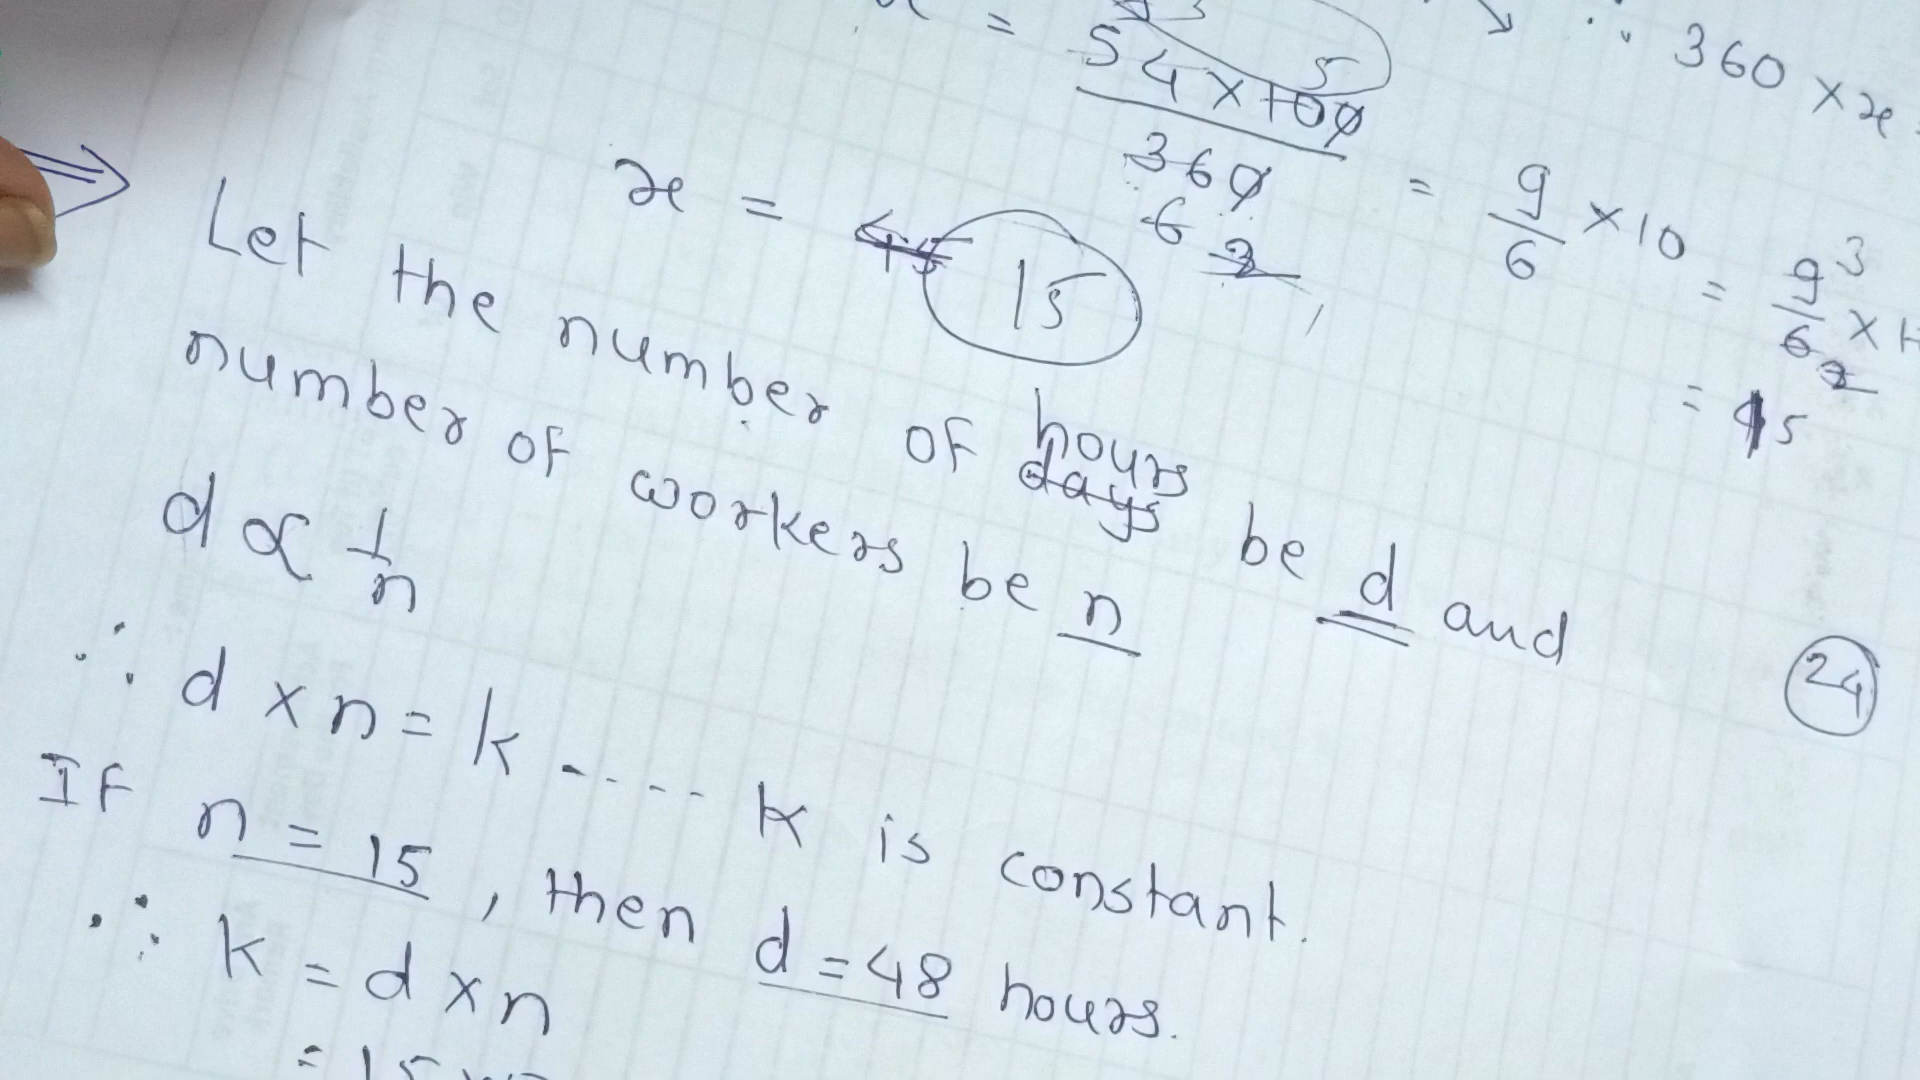 = 54 × 100
360
∴ 360 × x
= 9/6 × 10
= 9/6 ×
= 15
x = 15
Let the number of hours be d and
number of workers be n
d ∝ 1/n
24
∴ d × n = k .... K is constant.
If n = 15, then d = 48 hours.
∴ k = d × n
= 15